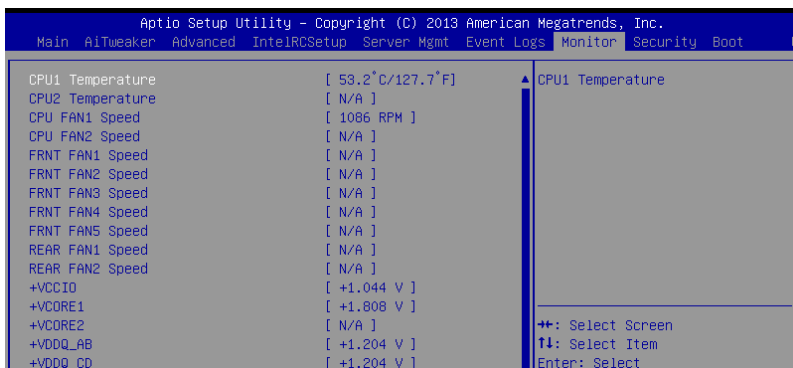 Aptio Setup Utility – Copyright (C) 2013 American Megatrends, Inc.
Main AiTweaker Advanced IntelRCSetup Server Mgmt Event Logs Monitor Security Boot
CPU1 Temperature [ 53.2°C/127.7°F] ▲ CPU1 Temperature
CPU2 Temperature [ N/A ]
CPU FAN1 Speed [ 1086 RPM ]
CPU FAN2 Speed [ N/A ]
FRNT FAN1 Speed [ N/A ]
FRNT FAN2 Speed [ N/A ]
FRNT FAN3 Speed [ N/A ]
FRNT FAN4 Speed [ N/A ]
FRNT FAN5 Speed [ N/A ]
REAR FAN1 Speed [ N/A ]
REAR FAN2 Speed [ N/A ]
+VCCIO [ +1.044 V ]
+VCORE1 [ +1.808 V ]
+VCORE2 [ N/A ] →←: Select Screen
+VDDQ_AB [ +1.204 V ] ↑↓: Select Item
+VDDQ_CD [ +1.204 V ] Enter: Select